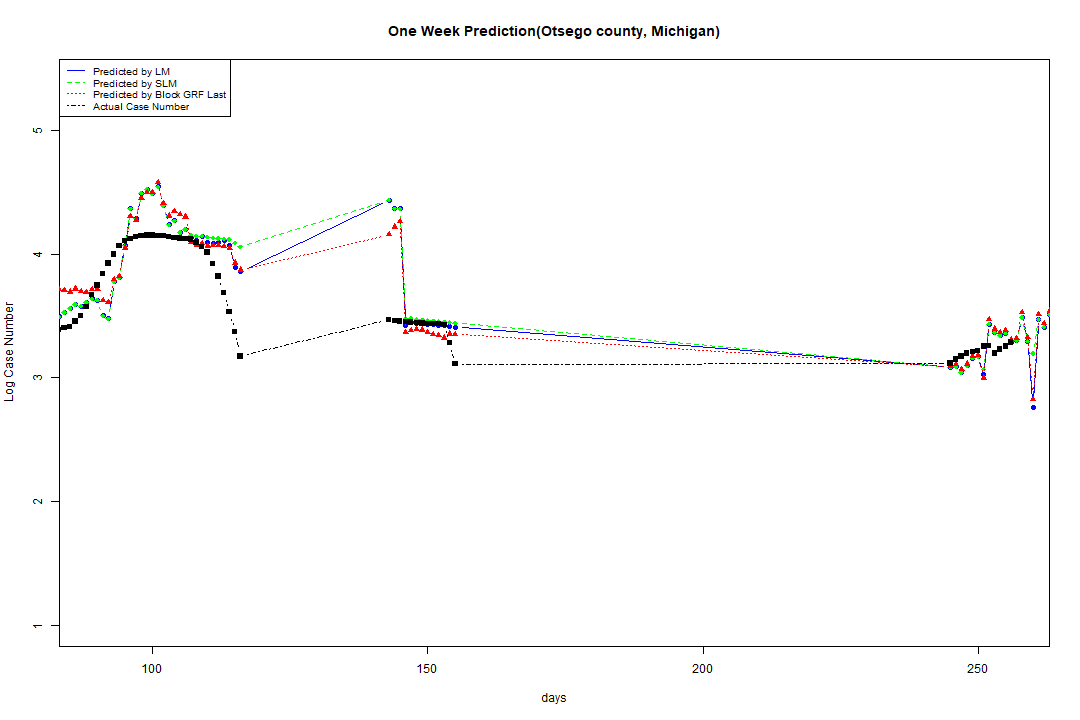 One Week Prediction(Otsego county, Michigan)
Predicted by LM
Predicted by SLM
Predicted by Block GRF Last
Actual Case Number
5
4
3
2
1
Log Case Number
100 150 200 250
days